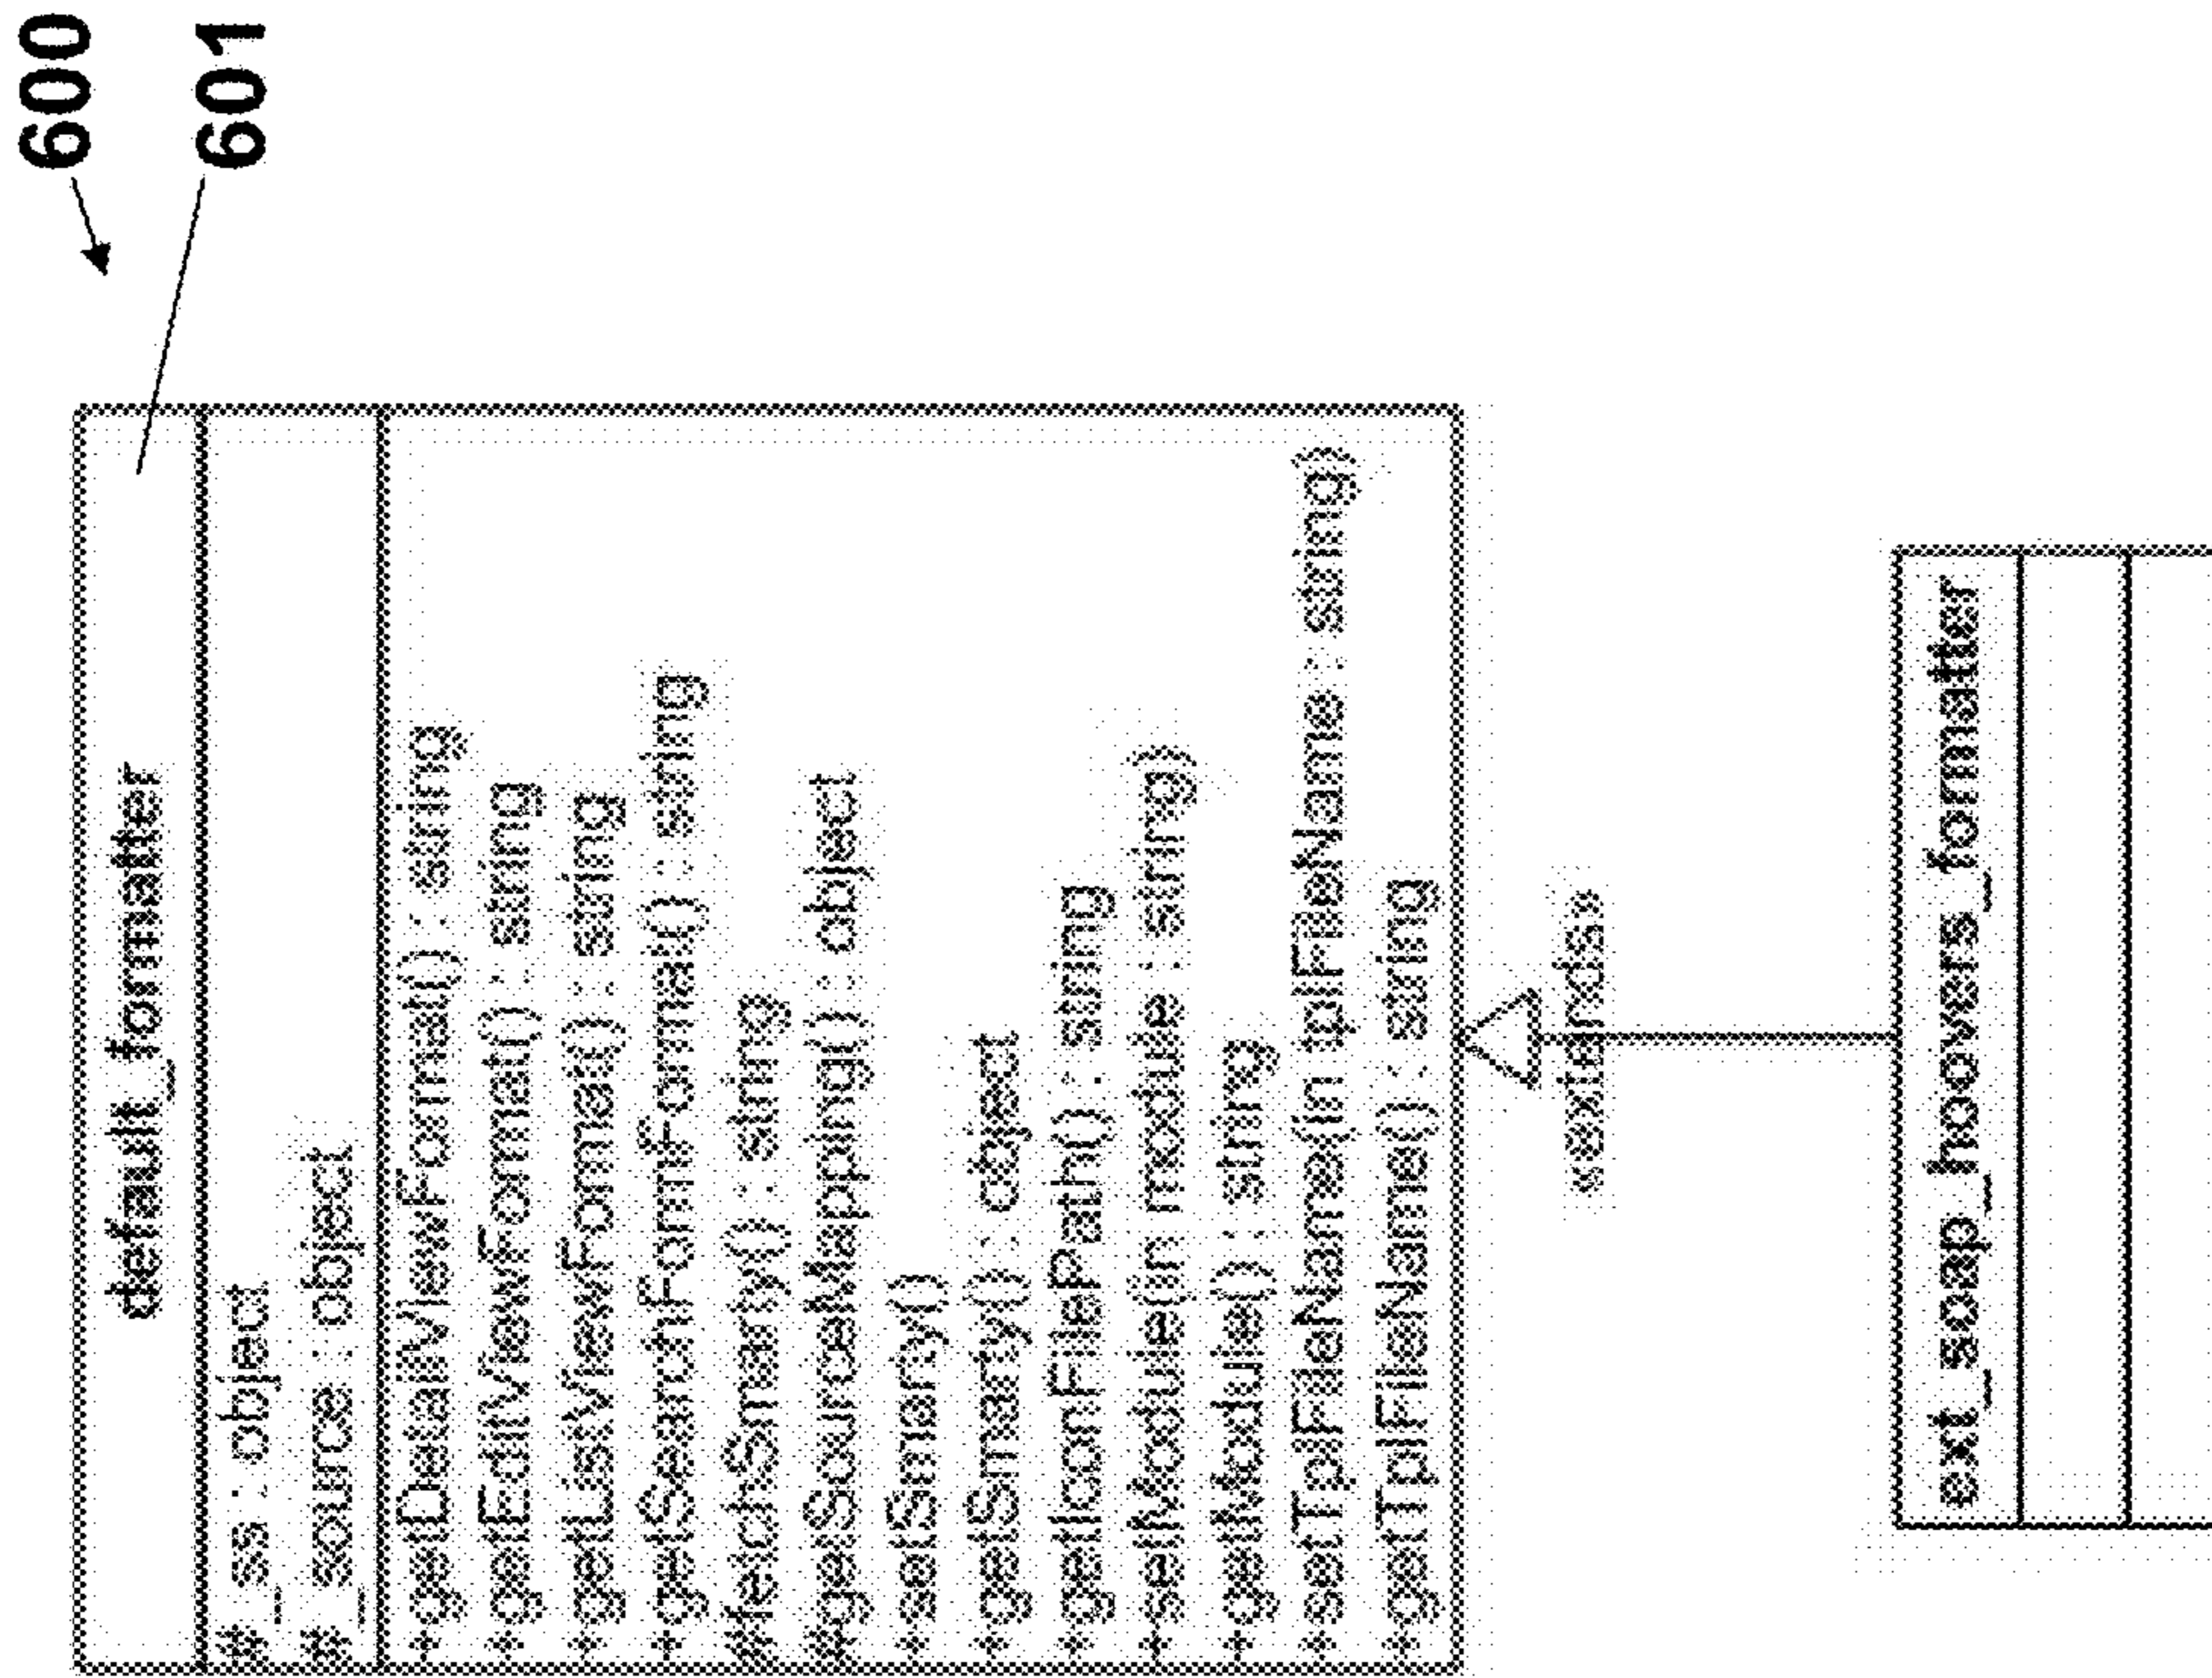 600
601
default_formatter
#_ss : object
#_source : object
+getDetailViewFormat() : string
+getEditViewFormat() : string
+getListViewFormat() : string
+getSearchFormFormat() : string
#fetchSmarty() : string
#getSourceMapping() : object
+setSmarty()
+getSmarty() : object
+getIconFilePath() : string
+setModule(in module : string)
+getModule() : string
+setTplFileName(in tplFileName : string)
+getTplFileName() : string
«extends»
ext_soap_hoovers_formatter